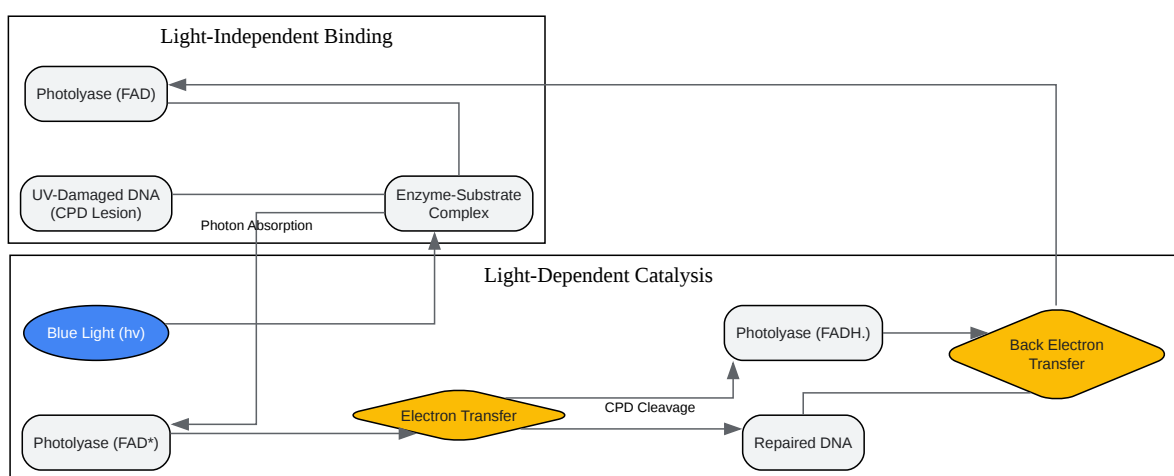 Light-Independent Binding
Photolyase (FAD)
UV-Damaged DNA
(CPD Lesion)
Enzyme-Substrate
Complex
Photon Absorption
Light-Dependent Catalysis
Blue Light (hv)
Photolyase (FADH.)
Back Electron
Transfer
Electron Transfer
CPD Cleavage
Photolyase (FAD*)
Repaired DNA